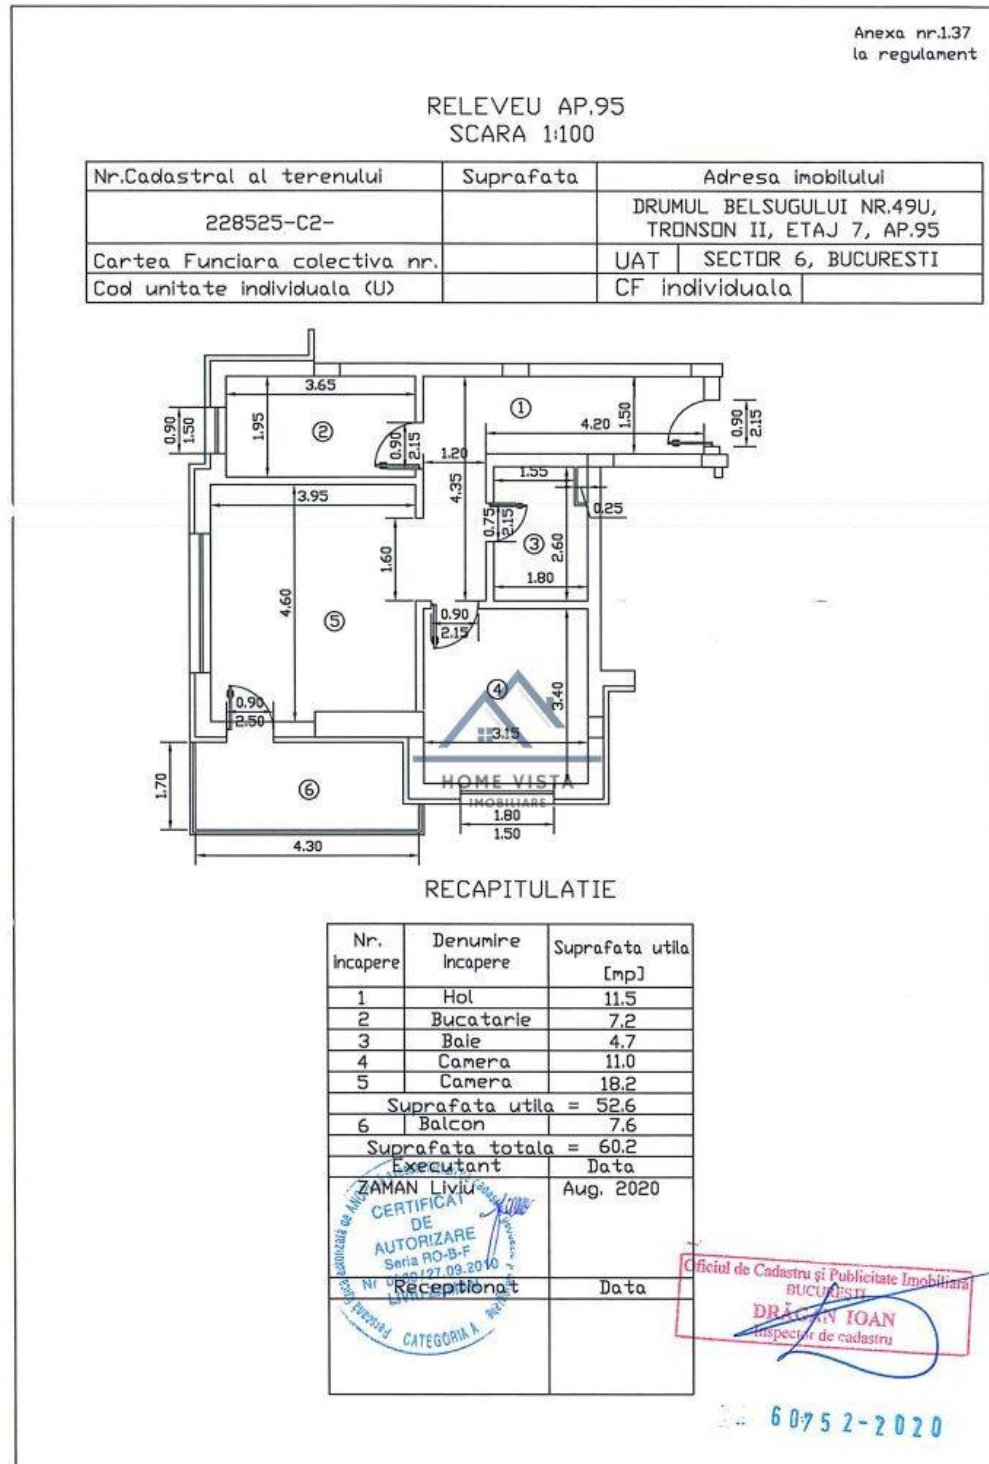 Anexa nr.1.37
la regulament
RELEVEU AP.95
SCARA 1:100
Nr.Cadastral al terenului Suprafata Adresa imobilului
228525-C2- DRUMUL BELSUGULUI NR.49U,
TRONSON II, ETAJ 7, AP.95
Cartea Funciara colectiva nr. UAT SECTOR 6, BUCURESTI
Cod unitate individuala (U) CF individuala
3.65
1.95
0.90
1.50
2
0.90
2.15
1
4.20
1.50
0.90
2.15
1.20
4.35
1.55
0.25
0.75
2.15
3
2.60
1.80
3.95
4.60
1.60
5
0.90
2.15
4
3.40
3.15
0.90
2.50
HOME VISTA
IMOBILIARE
1.80
1.50
1.70
6
4.30
RECAPITULATIE
Nr. incapere Denumire incapere Suprafata utila [mp]
1 Hol 11.5
2 Bucatarie 7.2
3 Baie 4.7
4 Camera 11.0
5 Camera 18.2
Suprafata utila = 52.6
6 Balcon 7.6
Suprafata totala = 60.2
Executant Data
ZAMAN Liviu Aug. 2020
CERTIFICAT
DE
AUTORIZARE
Seria RO-B-F
CATEGORIA A
Receptionat Data
Oficiul de Cadastru și Publicitate Imobiliară
BUCUREȘTI
DRĂGAN IOAN
Inspector de cadastru
60752-2020